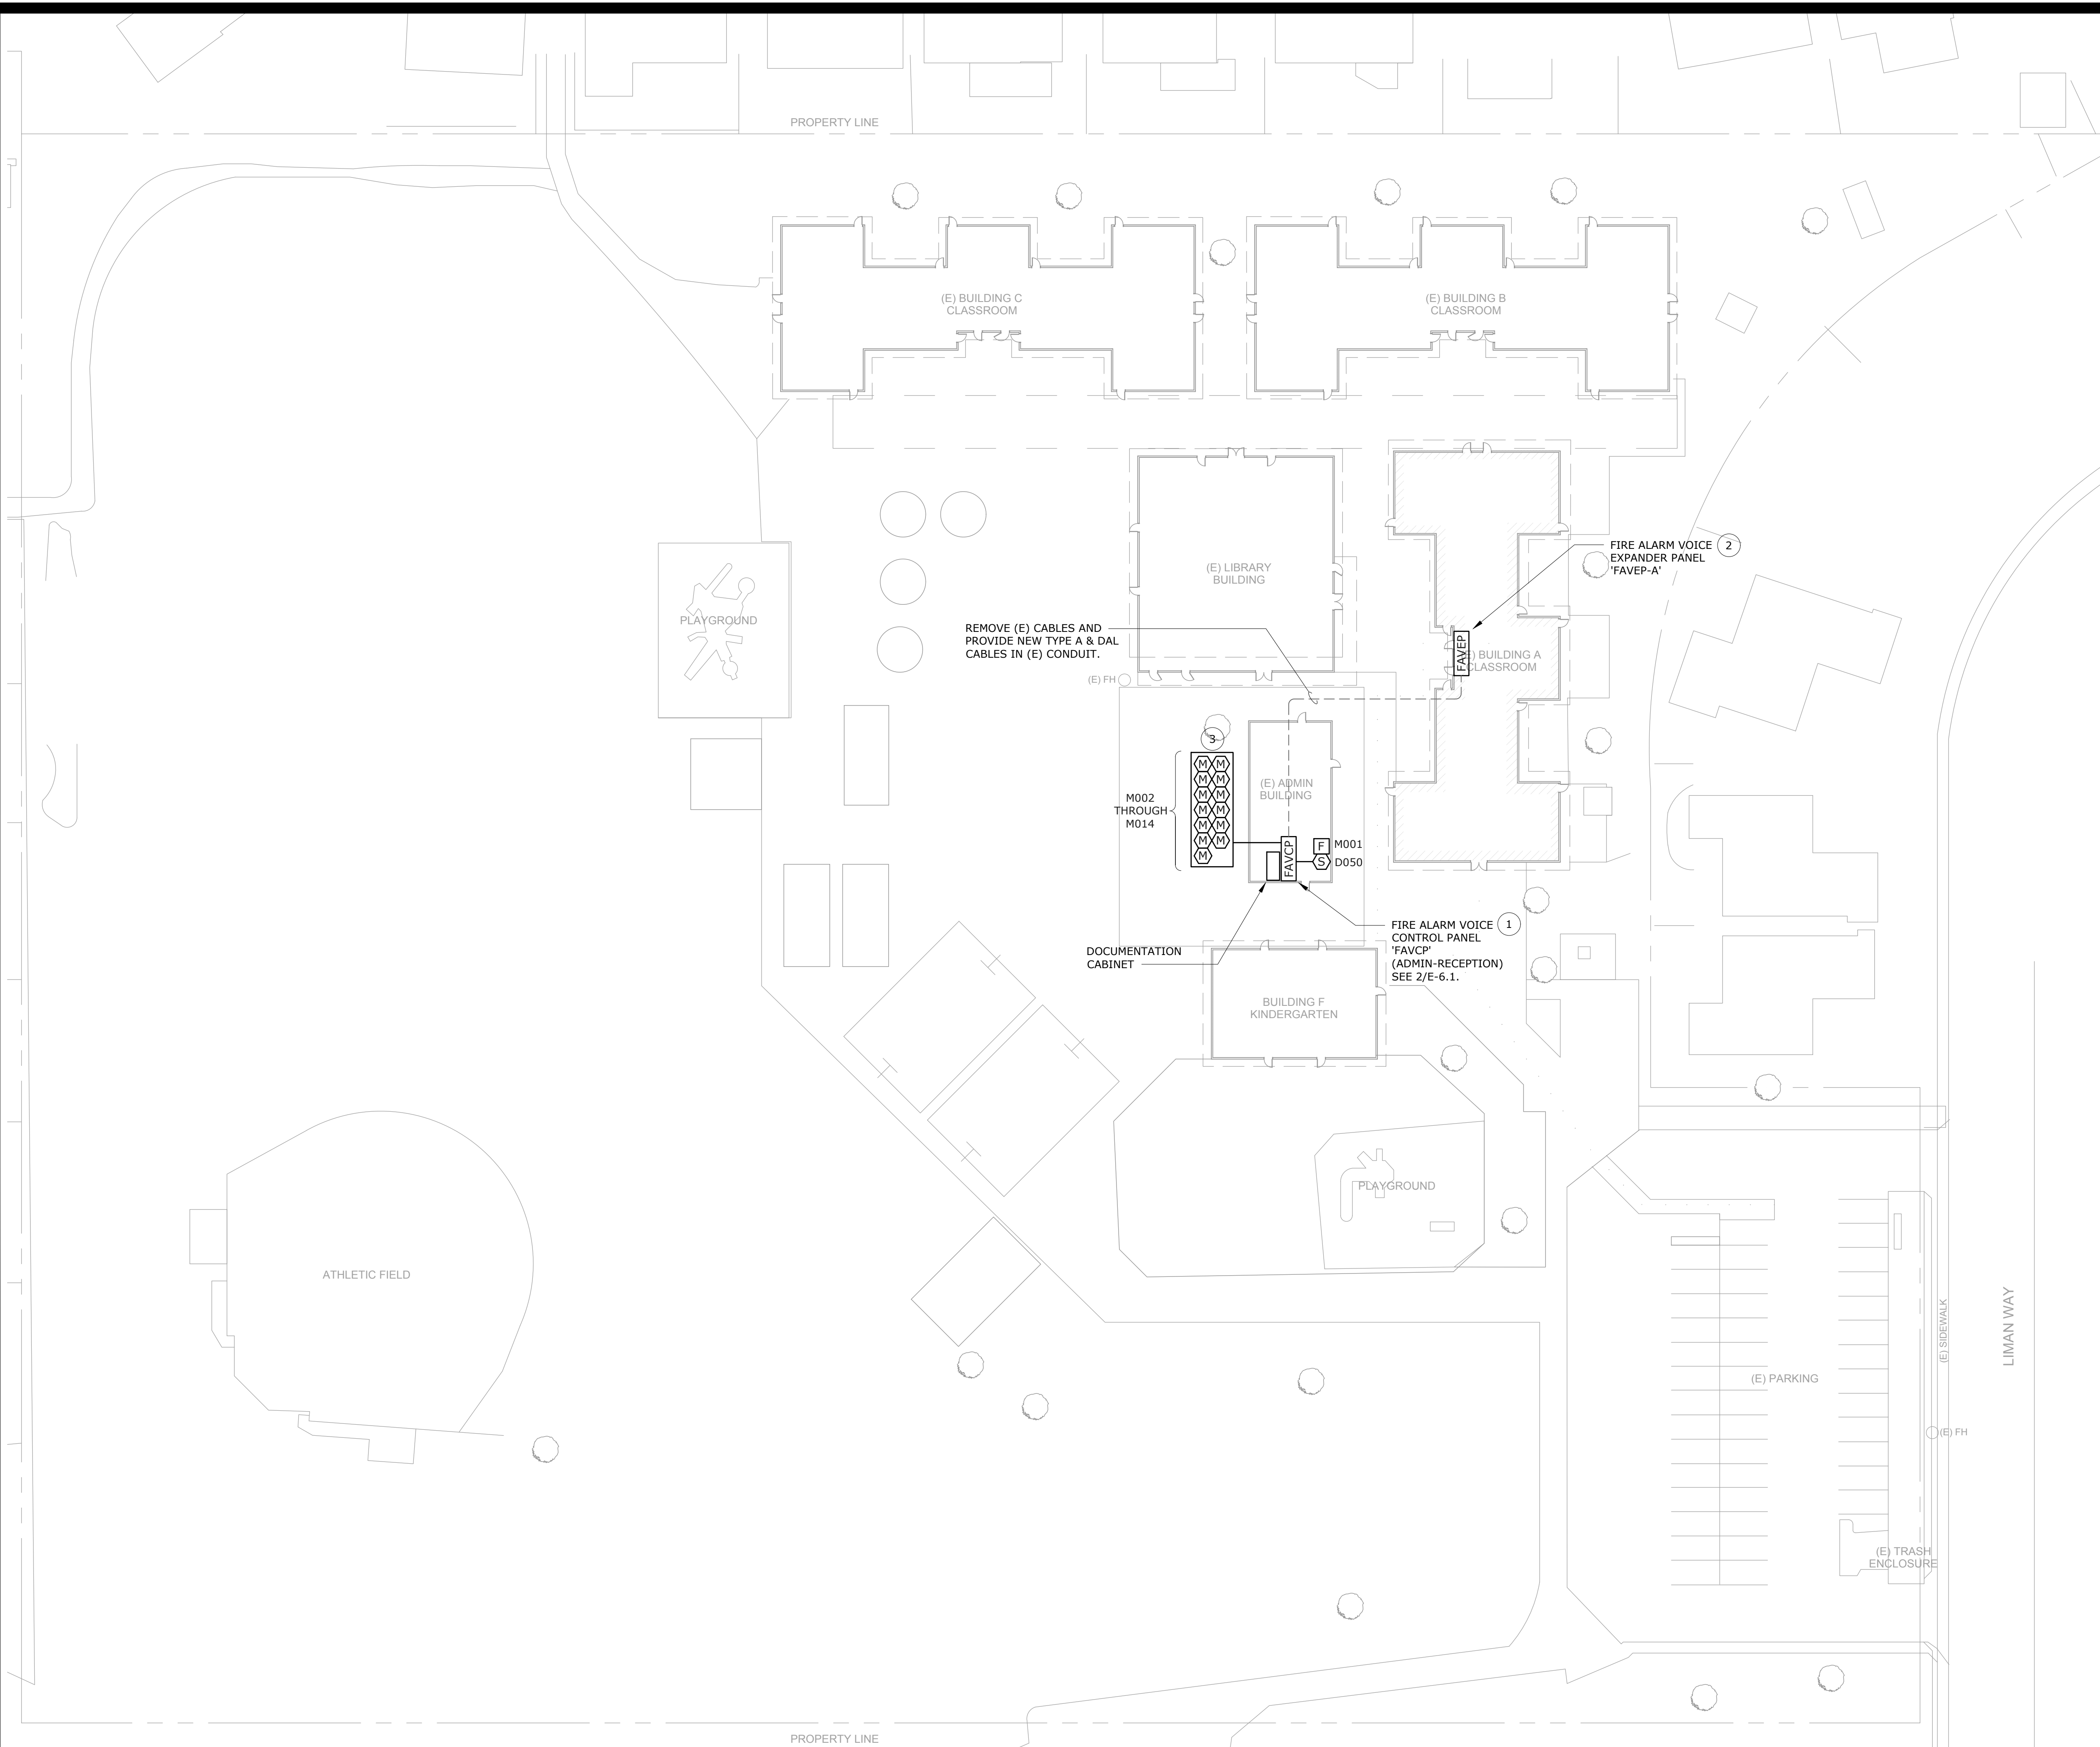 PROPERTY LINE
(E) BUILDING C
CLASSROOM
(E) BUILDING B
CLASSROOM
(E) LIBRARY
BUILDING
FIRE ALARM VOICE 2
EXPANDER PANEL
'FAVEP-A'
PLAYGROUND
REMOVE (E) CABLES AND
PROVIDE NEW TYPE A & DAL
CABLES IN (E) CONDUIT.
FAVEP
(E) BUILDING A
CLASSROOM
(E) FH
3
M M
M M
M M
M M
M M
M M
M
M002
THROUGH
M014
(E) ADMIN
BUILDING
FAVCP
F M001
S D050
FIRE ALARM VOICE 1
CONTROL PANEL
'FAVCP'
(ADMIN-RECEPTION)
SEE 2/E-6.1.
DOCUMENTATION
CABINET
BUILDING F
KINDERGARTEN
PLAYGROUND
ATHLETIC FIELD
(E) SIDEWALK
LIMAN WAY
(E) PARKING
(E) FH
(E) TRASH
ENCLOSURE
PROPERTY LINE